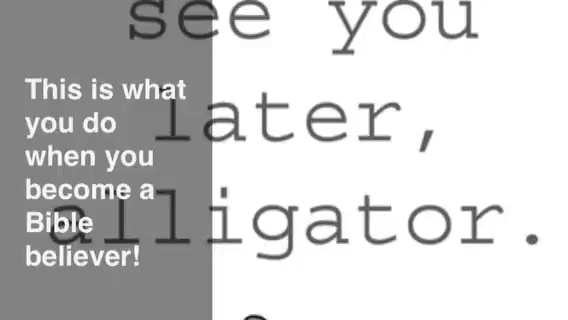 see you
later,
alligator.
This is what
you do
when you
become a
Bible
believer!